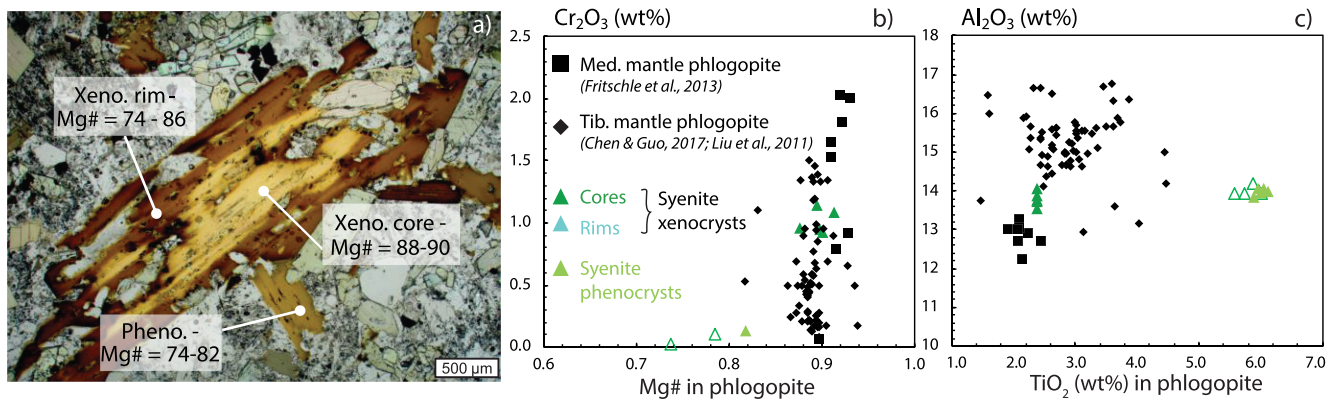 a)
Xeno. rim-
Mg# = 74 - 86
Xeno. core-
Mg# = 88-90
Pheno. -
Mg# = 74-82
500 µm
Cr₂O₃ (wt%)
b)
2.5
2.0
1.5
1.0
0.5
0.0
Med. mantle phlogopite
(Fritschle et al., 2013)
Tib. mantle phlogopite
(Chen & Guo, 2017; Liu et al., 2011)
Cores
Rims
Syenite
xenocrysts
Syenite
phenocrysts
0.6
0.7
0.8
0.9
1.0
Mg# in phlogopite
Al₂O₃ (wt%)
c)
18
17
16
15
14
13
12
11
10
1.0
2.0
3.0
4.0
5.0
6.0
7.0
TiO₂ (wt%) in phlogopite